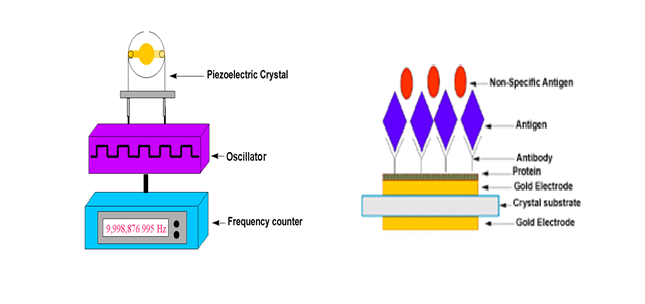 Piezoelectric Crystal
Oscillator
9,998,876.995 Hz
Frequency counter
Non-Specific Antigen
Antigen
Antibody
Protein
Gold Electrode
Crystal substrate
Gold Electrode